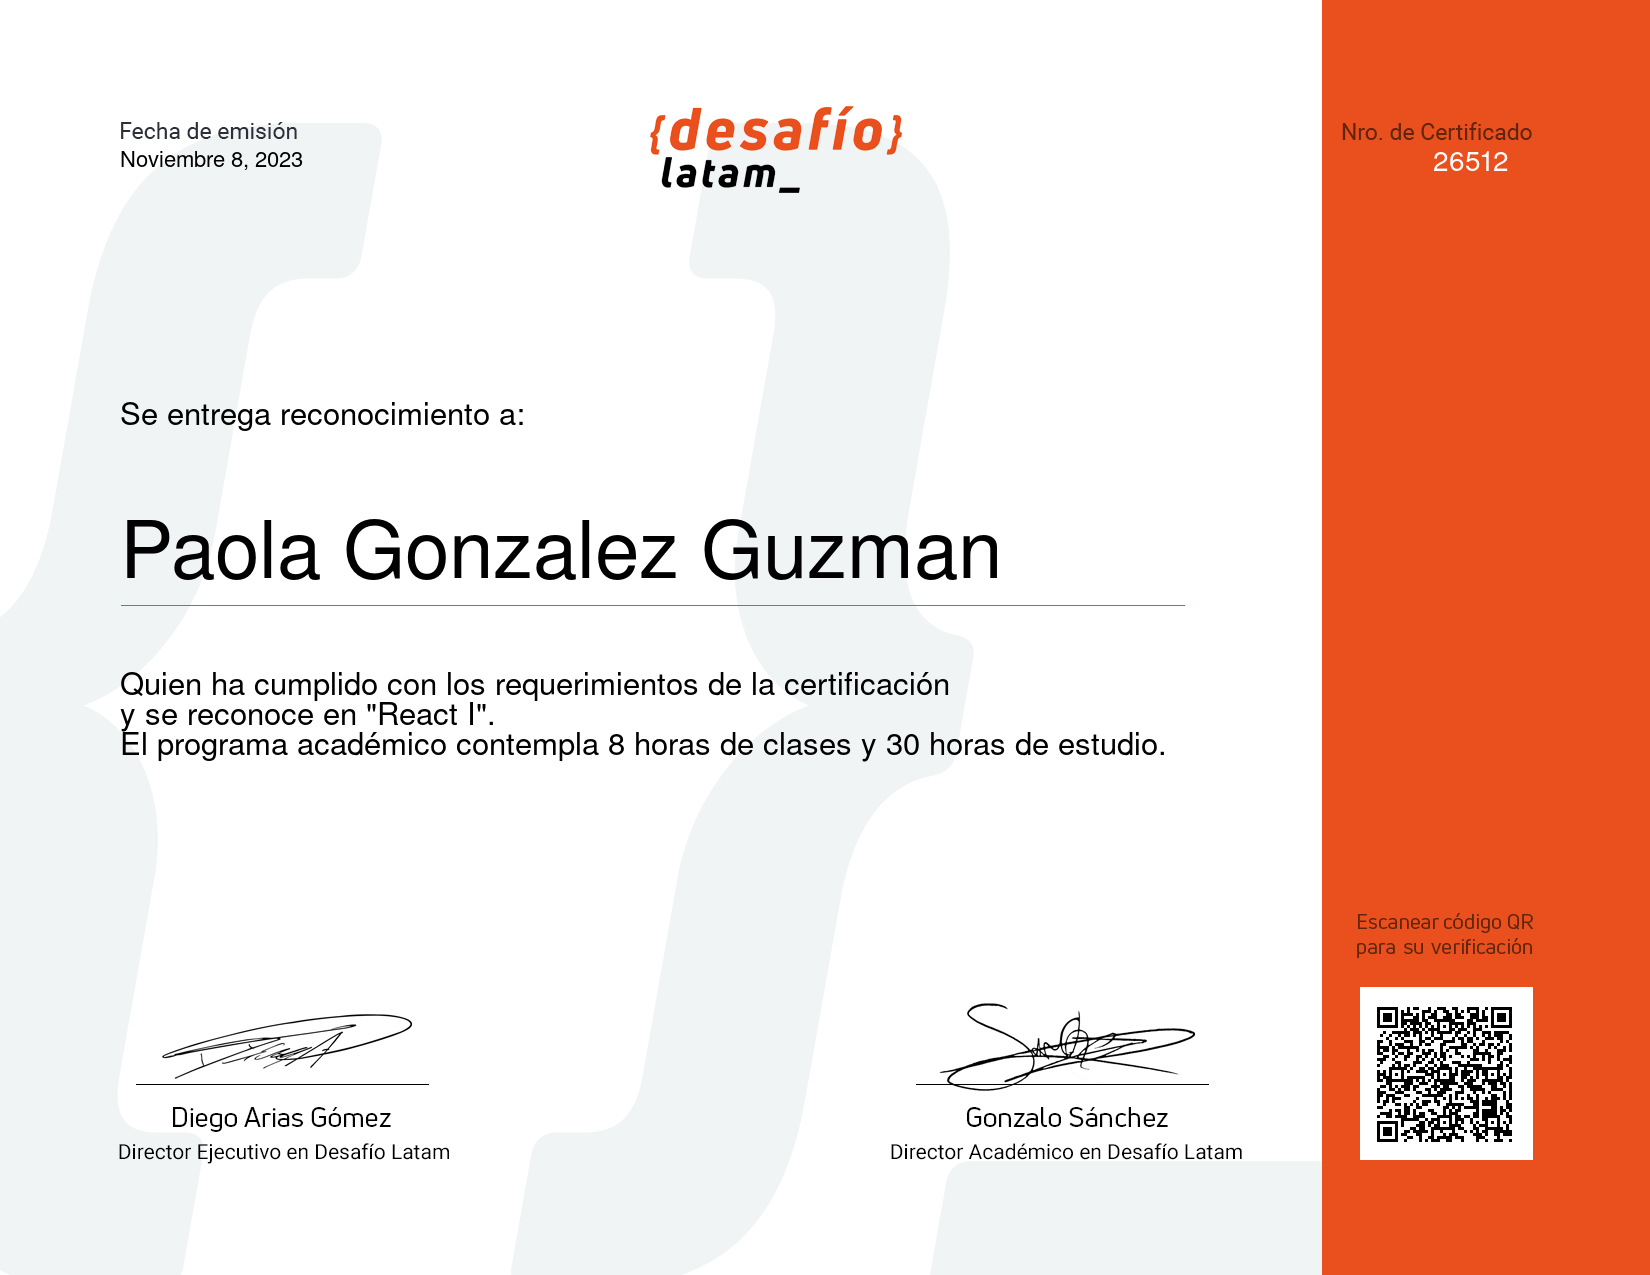 Fecha de emisión
Noviembre 8, 2023
{desafío}
latam_
Nro. de Certificado
26512
Se entrega reconocimiento a:
Paola Gonzalez Guzman
Quien ha cumplido con los requerimientos de la certificación
y se reconoce en "React I".
El programa académico contempla 8 horas de clases y 30 horas de estudio.
Escanear código QR
para su verificación
Diego Arias Gómez
Director Ejecutivo en Desafío Latam
Gonzalo Sánchez
Director Académico en Desafío Latam